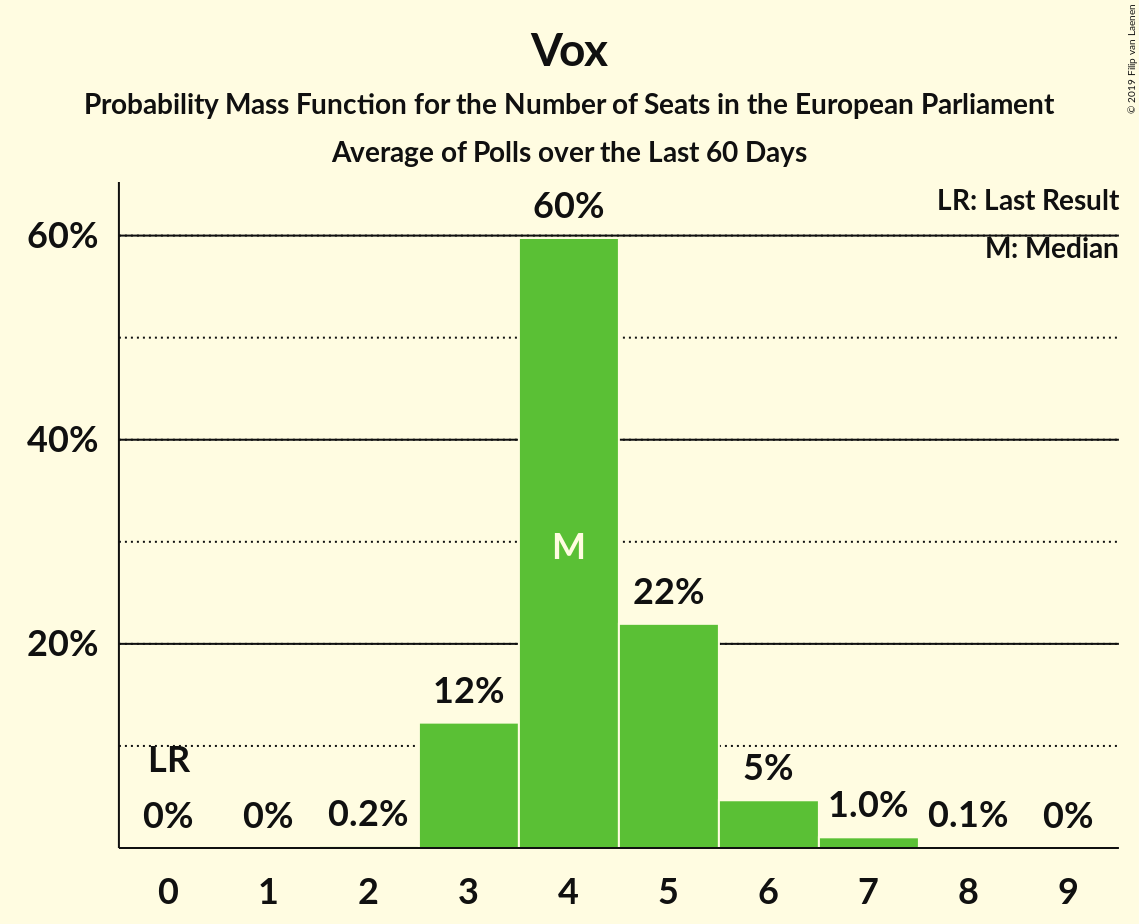 Vox
Probability Mass Function for the Number of Seats in the European Parliament
Average of Polls over the Last 60 Days
© 2019 Filip van Laenen
LR: Last Result
M: Median
60%
40%
20%
60%
M
22%
12%
LR
5%
0%
0%
0.2%
1.0%
0.1%
0%
0 1 2 3 4 5 6 7 8 9